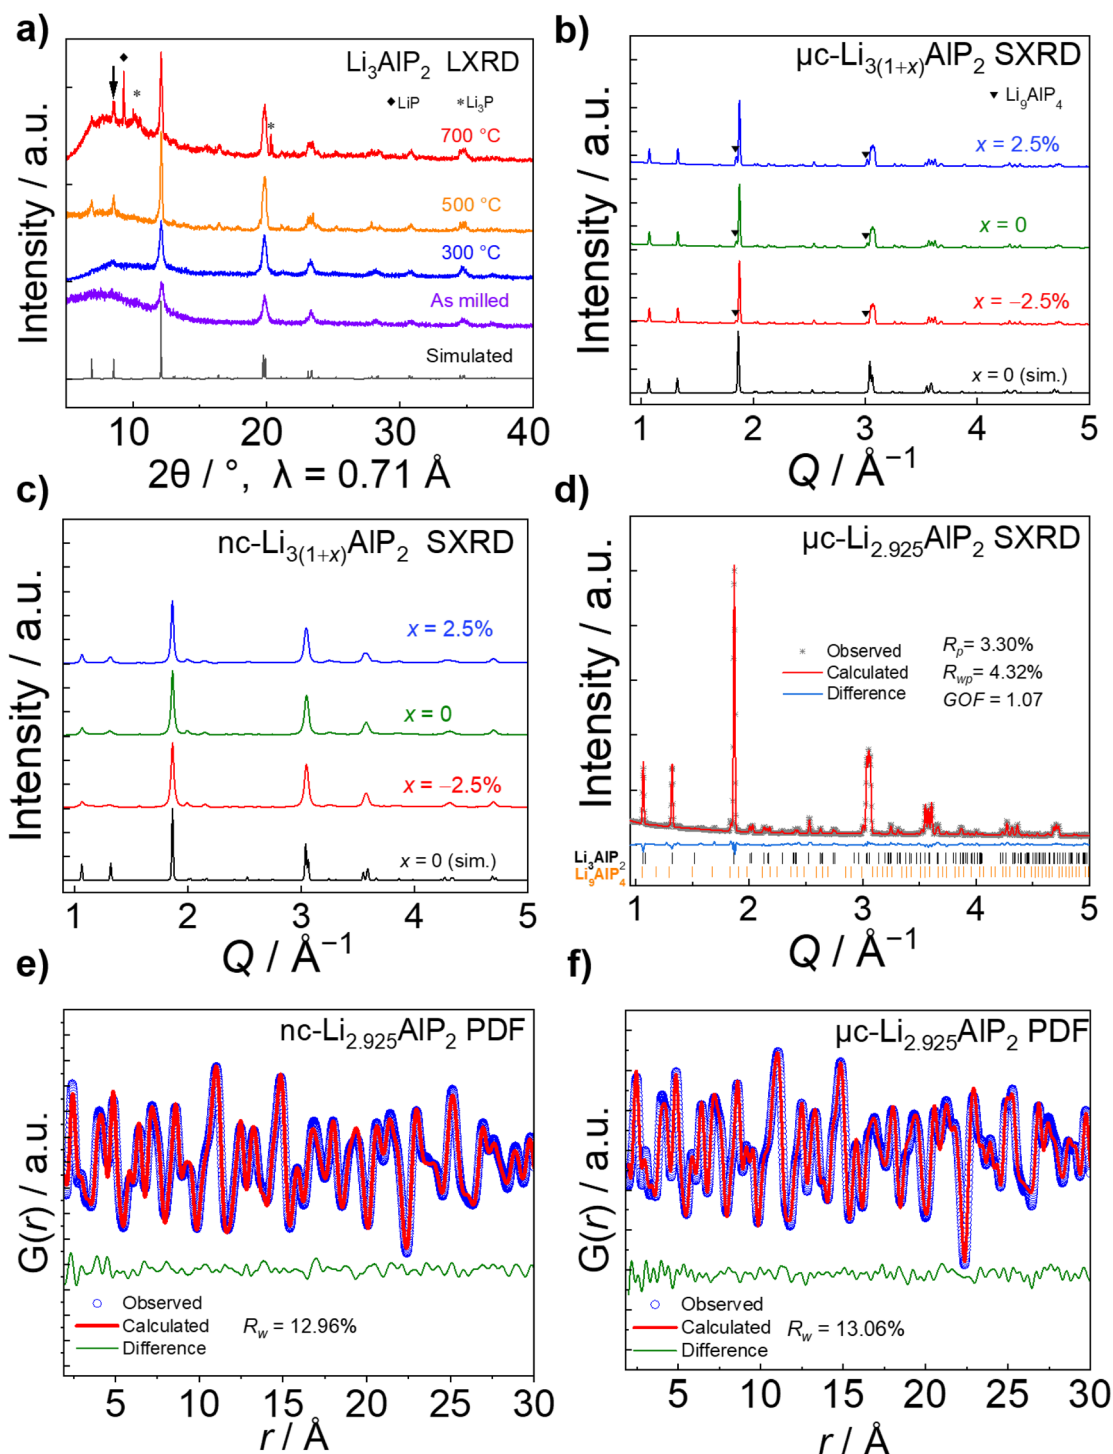 a)
Li3AlP2 LXRD
◆LiP *Li3P
*
700 °C
*
500 °C
300 °C
As milled
Simulated
Intensity / a.u.
10 20 30 40
2θ / °, λ = 0.71 Å
b)
µc-Li3(1+x)AlP2 SXRD
▼ Li9AlP4
x = 2.5%
x = 0
x = −2.5%
x = 0 (sim.)
Intensity / a.u.
1 2 3 4 5
Q / Å−1
c)
nc-Li3(1+x)AlP2 SXRD
x = 2.5%
x = 0
x = −2.5%
x = 0 (sim.)
Intensity / a.u.
1 2 3 4 5
Q / Å−1
d)
µc-Li2.925AlP2 SXRD
Observed
Calculated
Difference
Rp= 3.30%
Rwp= 4.32%
GOF = 1.07
Li3AlP2
Li9AlP4
Intensity / a.u.
1 2 3 4 5
Q / Å−1
e)
nc-Li2.925AlP2 PDF
Observed
Calculated
Difference
Rw = 12.96%
G(r) / a.u.
5 10 15 20 25 30
r / Å
f)
µc-Li2.925AlP2 PDF
Observed
Calculated
Difference
Rw = 13.06%
G(r) / a.u.
5 10 15 20 25 30
r / Å